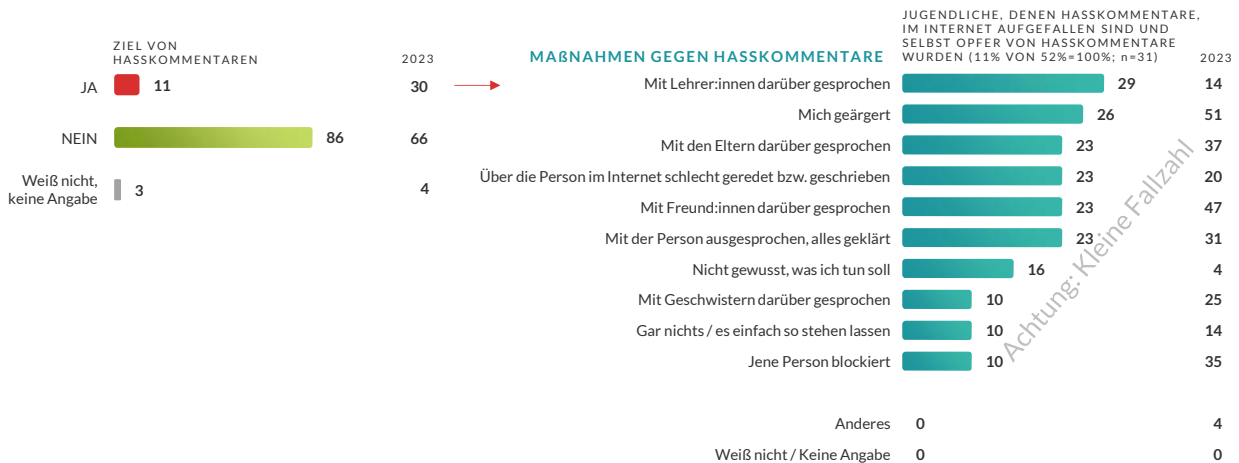 ZIEL VON
HASSKOMMENTAREN
2023
JA 11 30
NEIN 86 66
Weiß nicht,
keine Angabe 3 4
MAßNAHMEN GEGEN HASSKOMMENTARE
JUGENDLICHE, DENEN HASSKOMMENTARE,
IM INTERNET AUFGEFALLEN SIND UND
SELBST OPFER VON HASSKOMMENTARE
WURDEN (11% VON 52%=100%; n=31)
2023
Mit Lehrer:innen darüber gesprochen 29 14
Mich geärgert 26 51
Mit den Eltern darüber gesprochen 23 37
Über die Person im Internet schlecht geredet bzw. geschrieben 23 20
Mit Freund:innen darüber gesprochen 23 47
Mit der Person ausgesprochen, alles geklärt 23 31
Nicht gewusst, was ich tun soll 16 4
Mit Geschwistern darüber gesprochen 10 25
Gar nichts / es einfach so stehen lassen 10 14
Jene Person blockiert 10 35
Anderes 0 4
Weiß nicht / Keine Angabe 0 0
Achtung: Kleine Fallzahl